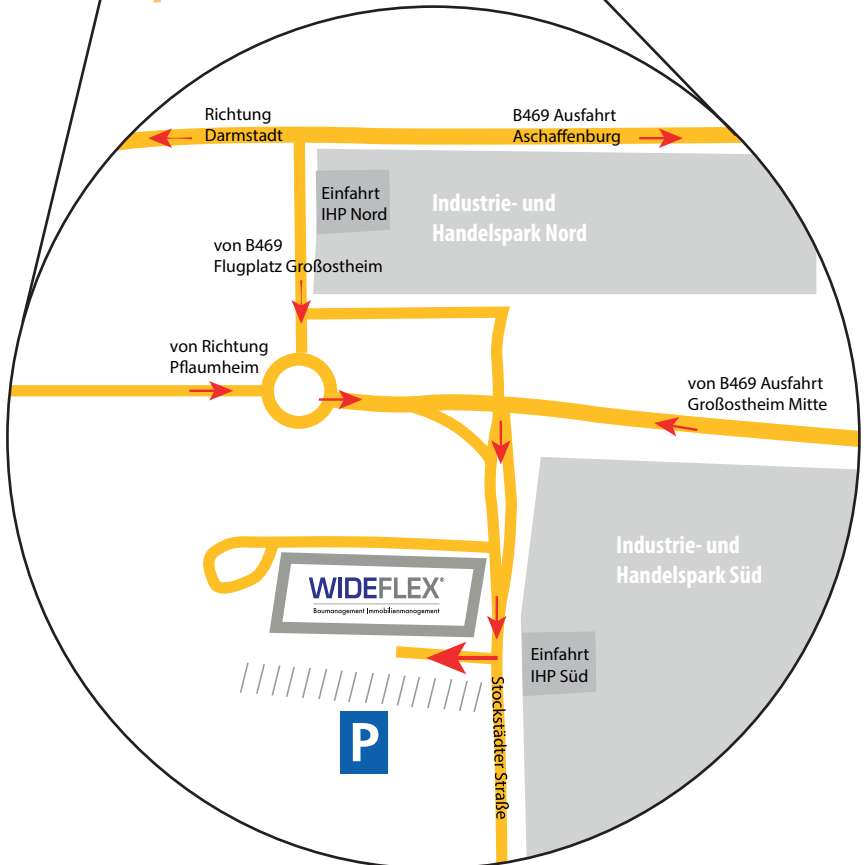 Richtung
Darmstadt
B469 Ausfahrt
Aschaffenburg
Einfahrt
IHP Nord
Industrie- und
Handelspark Nord
von B469
Flugplatz Großostheim
von Richtung
Pflaumheim
von B469 Ausfahrt
Großostheim Mitte
Industrie- und
Handelspark Süd
WIDEFLEX®
Baumanagement Immobilienmanagement
Einfahrt
IHP Süd
Stockstädter Straße
P